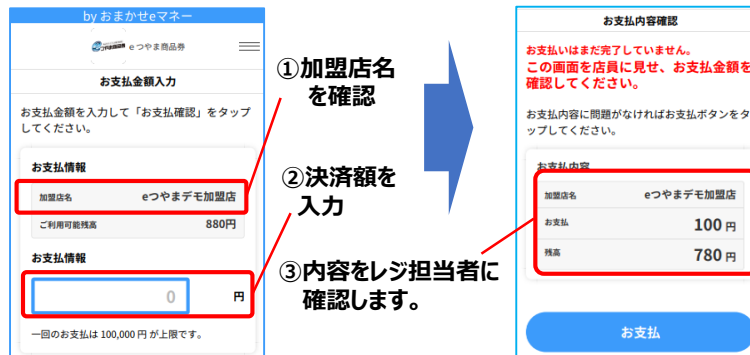 by おまかせeマネー
eつやま商品券
お支払金額入力
お支払金額を入力して「お支払確認」をタップ
してください。
お支払情報
加盟店名 eつやまデモ加盟店
ご利用可能残高 880円
お支払情報
0 円
一回のお支払は 100,000 円 が上限です。
①加盟店名
を確認
②決済額を
入力
③内容をレジ担当者に
確認します。
お支払内容確認
お支払いはまだ完了していません。
この画面を店員に見せ、お支払金額を
確認してください。
お支払内容に問題がなければお支払ボタンをタ
ップしてください。
お支払内容
加盟店名 eつやまデモ加盟店
お支払 100 円
残高 780 円
お支払